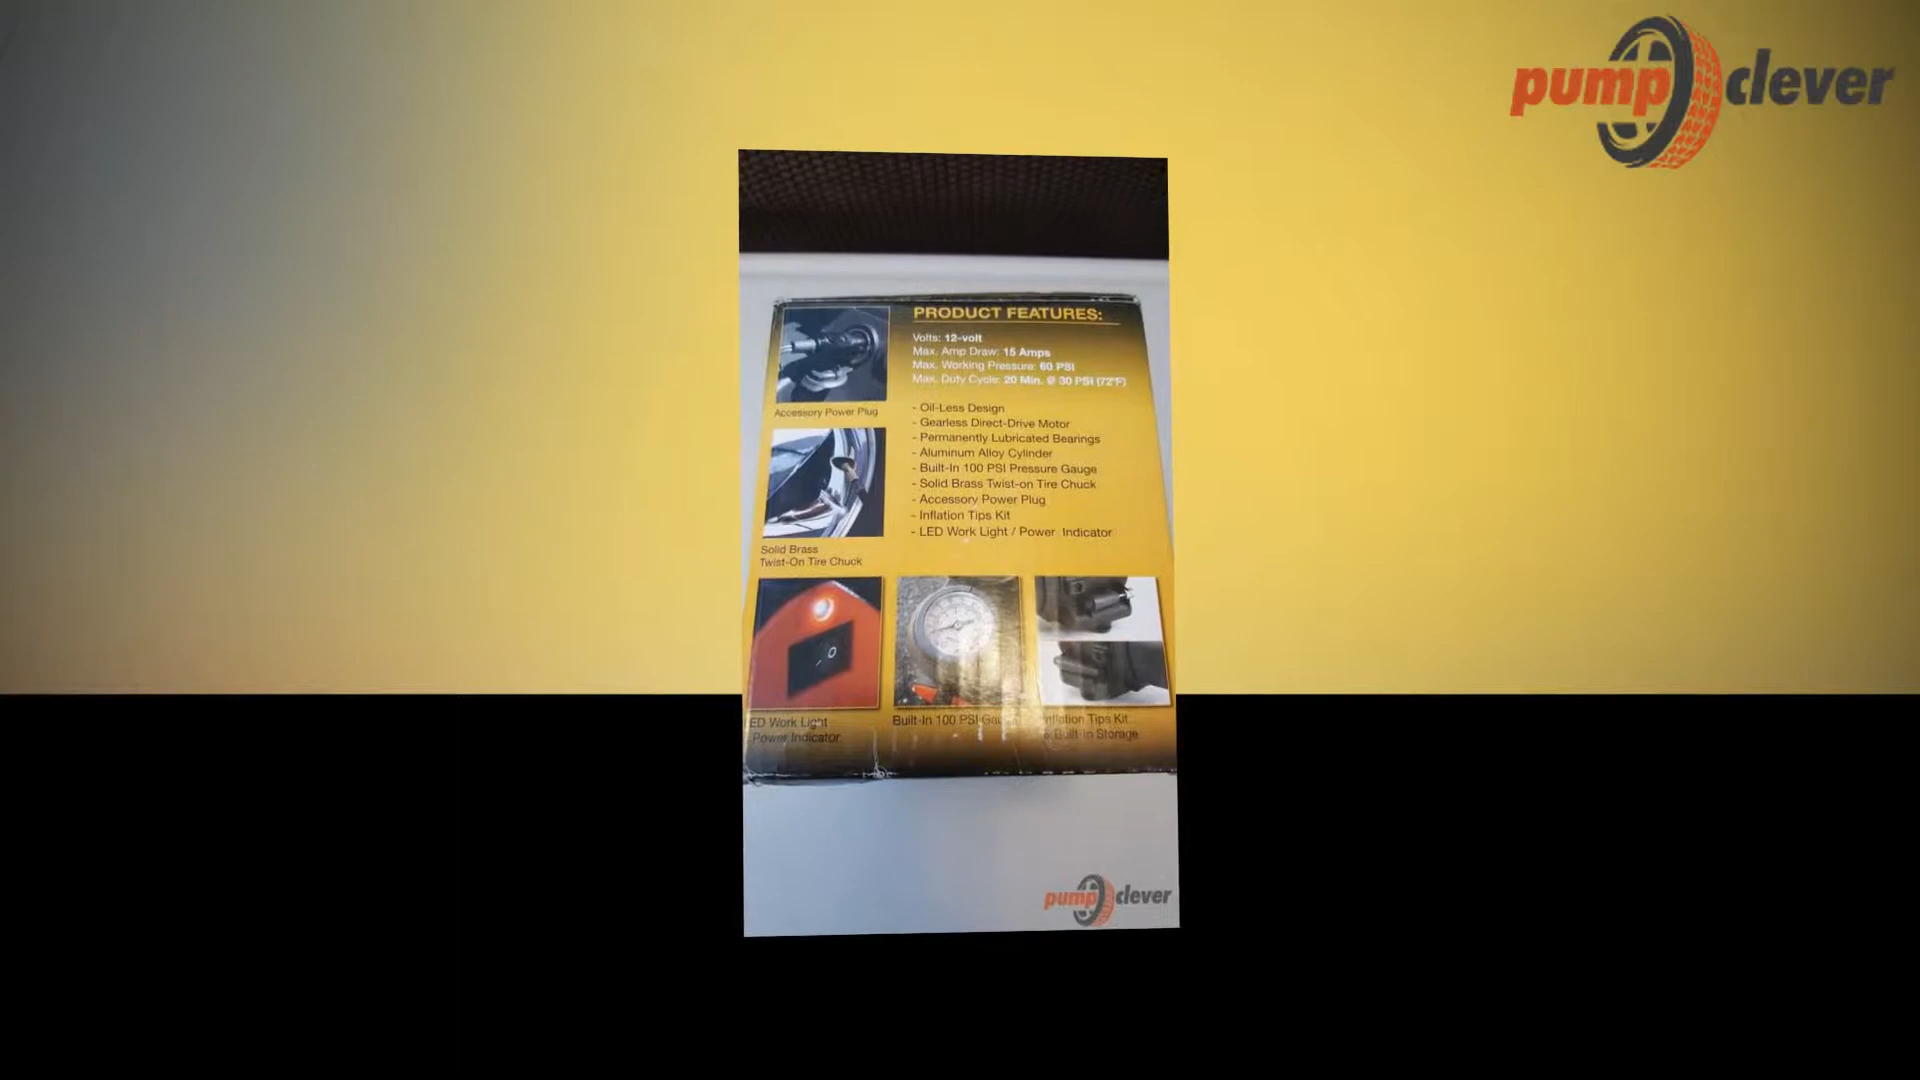 pump clever
PRODUCT FEATURES:
Volts: 12-volt
Max. Amp Draw: 15 Amps
Max. Working Pressure: 60 PSI
Max. Duty Cycle: 20 Min. @ 30 PSI (72°F)
- Oil-Less Design
- Gearless Direct-Drive Motor
- Permanently Lubricated Bearings
- Aluminum Alloy Cylinder
- Built-In 100 PSI Pressure Gauge
- Solid Brass Twist-on Tire Chuck
- Accessory Power Plug
- Inflation Tips Kit
- LED Work Light / Power Indicator
Accessory Power Plug
Solid Brass
Twist-On Tire Chuck
ED Work Light
Power Indicator
Built-In 100 PSI
Inflation Tips Kit
& Built-In Storage
pump clever